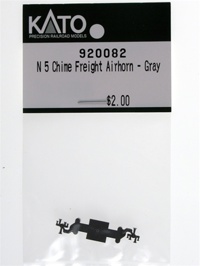 KATO
PRECISION RAILROAD MODELS
920082
N 5 Chime Freight Airhorn - Gray
$2.00